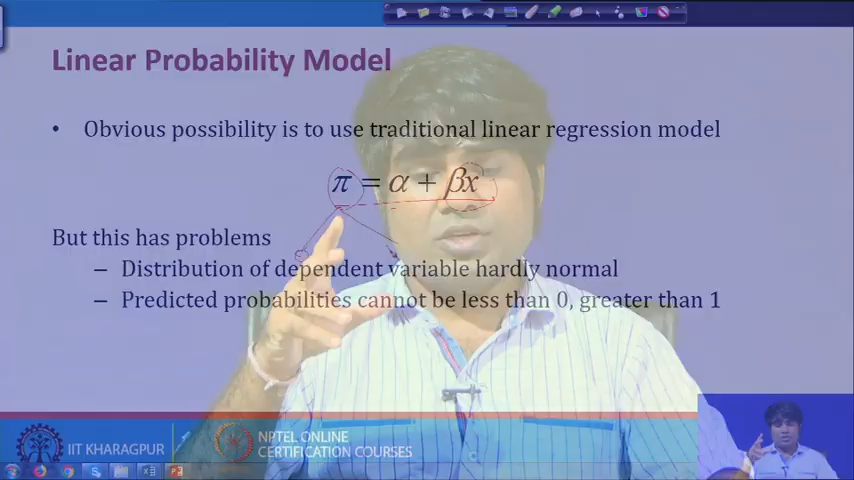 Linear Probability Model
• Obvious possibility is to use traditional linear regression model
π = α + βx
But this has problems
– Distribution of dependent variable hardly normal
– Predicted probabilities cannot be less than 0, greater than 1
IIT KHARAGPUR
NPTEL ONLINE
CERTIFICATION COURSES